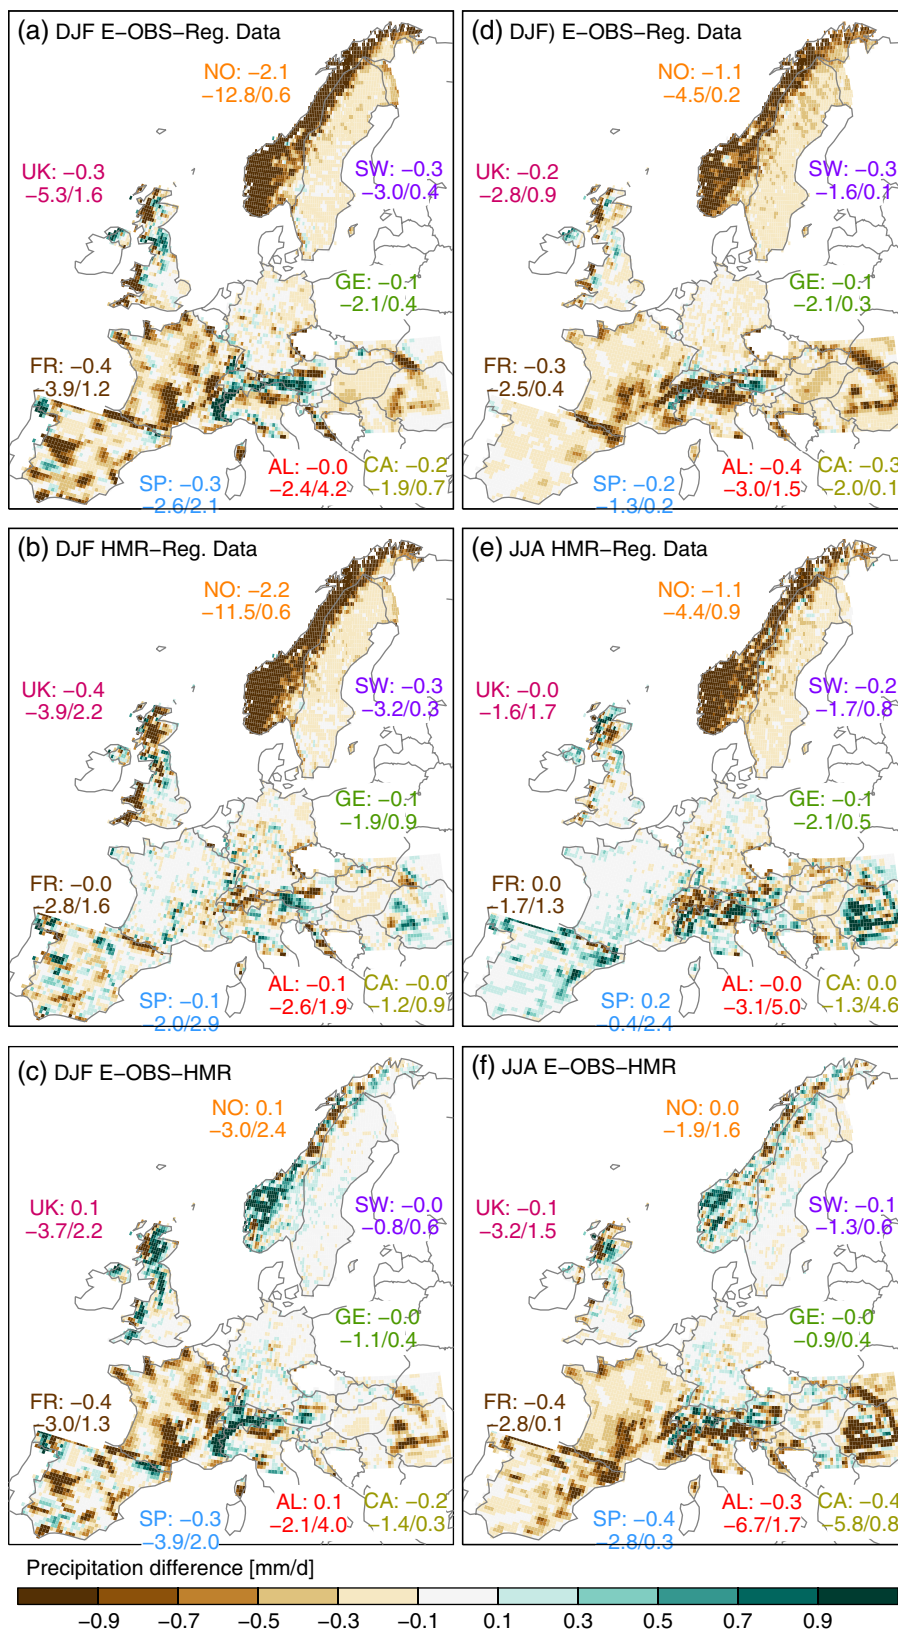 (a) DJF E−OBS−Reg. Data
NO: −2.1
−12.8/0.6
UK: −0.3
−5.3/1.6
SW: −0.3
−3.0/0.4
GE: −0.1
−2.1/0.4
FR: −0.4
−3.9/1.2
SP: −0.3
−2.6/2.1
AL: −0.0
−2.4/4.2
CA: −0.2
−1.9/0.7
(d) DJF) E−OBS−Reg. Data
NO: −1.1
−4.5/0.2
UK: −0.2
−2.8/0.9
SW: −0.3
−1.6/0.1
GE: −0.1
−2.1/0.3
FR: −0.3
−2.5/0.4
SP: −0.2
−1.3/0.2
AL: −0.4
−3.0/1.5
CA: −0.3
−2.0/0.1
(b) DJF HMR−Reg. Data
NO: −2.2
−11.5/0.6
UK: −0.4
−3.9/2.2
SW: −0.3
−3.2/0.3
GE: −0.1
−1.9/0.9
FR: −0.0
−2.8/1.6
SP: −0.1
−2.0/2.9
AL: −0.1
−2.6/1.9
CA: −0.0
−1.2/0.9
(e) JJA HMR−Reg. Data
NO: −1.1
−4.4/0.9
UK: −0.0
−1.6/1.7
SW: −0.2
−1.7/0.8
GE: −0.1
−2.1/0.5
FR: 0.0
−1.7/1.3
SP: 0.2
−0.4/2.4
AL: −0.0
−3.1/5.0
CA: 0.0
−1.3/4.6
(c) DJF E−OBS−HMR
NO: 0.1
−3.0/2.4
UK: 0.1
−3.7/2.2
SW: −0.0
−0.8/0.6
GE: −0.0
−1.1/0.4
FR: −0.4
−3.0/1.3
SP: −0.3
−3.9/2.0
AL: 0.1
−2.1/4.0
CA: −0.2
−1.4/0.3
(f) JJA E−OBS−HMR
NO: 0.0
−1.9/1.6
UK: −0.1
−3.2/1.5
SW: −0.1
−1.3/0.6
GE: −0.0
−0.9/0.4
FR: −0.4
−2.8/0.1
SP: −0.4
−2.8/0.3
AL: −0.3
−6.7/1.7
CA: −0.4
−5.8/0.8
Precipitation difference [mm/d]
−0.9 −0.7 −0.5 −0.3 −0.1 0.1 0.3 0.5 0.7 0.9